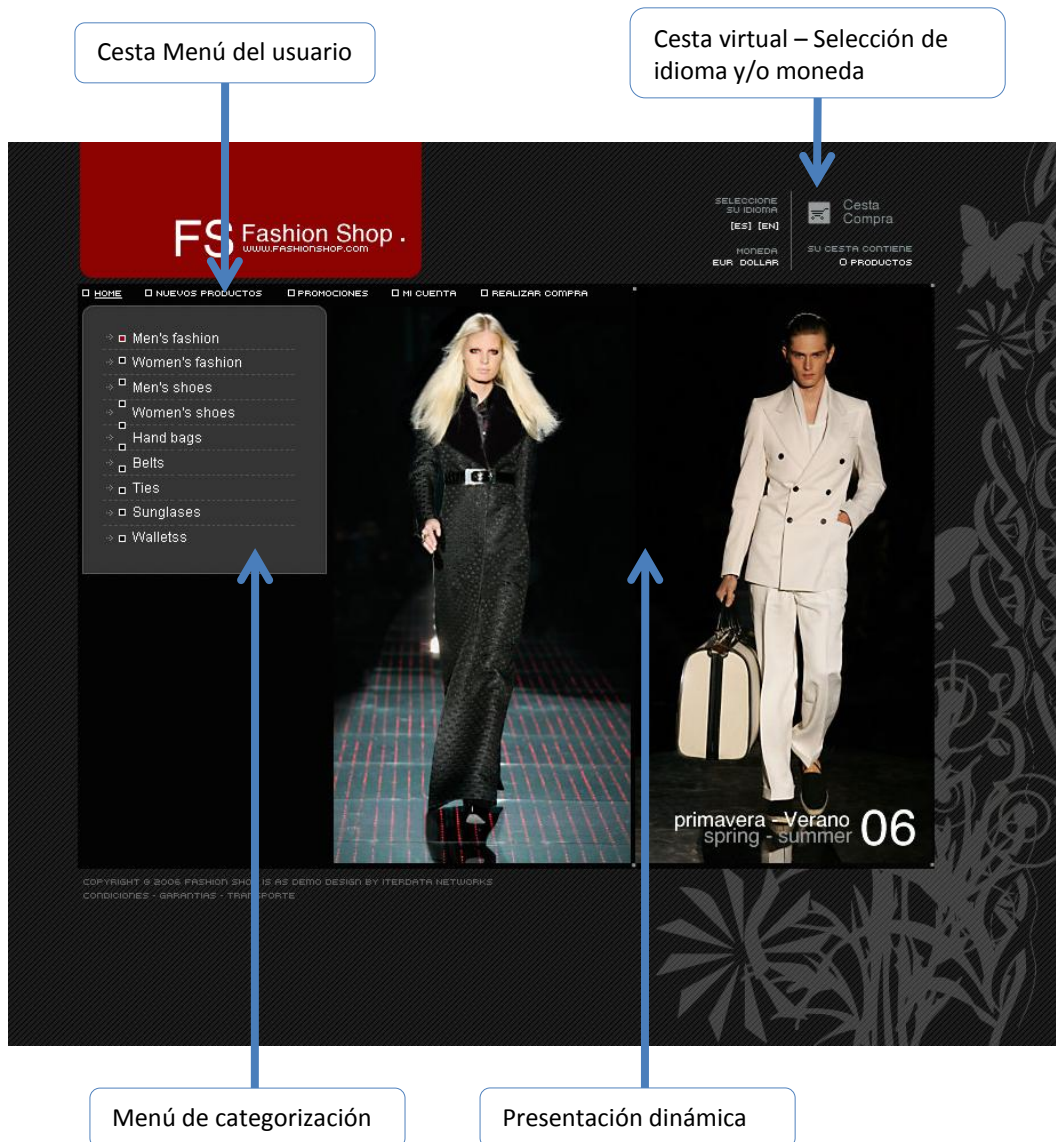 Cesta Menú del usuario
Cesta virtual – Selección de
idioma y/o moneda
FS Fashion Shop .
WWW.FASHIONSHOP.COM
SELECCIONE
SU IDIOMA
[ES] [EN]
MONEDA
EUR DOLLAR
Cesta
Compra
SU CESTA CONTIENE
0 PRODUCTOS
HOME NUEVOS PRODUCTOS PROMOCIONES MI CUENTA REALIZAR COMPRA
Men's fashion
Women's fashion
Men's shoes
Women's shoes
Hand bags
Belts
Ties
Sunglases
Walletss
primavera - Verano 06
spring - summer
COPYRIGHT @ 2006 FASHION SHOP IS AS DEMO DESIGN BY ITERDATA NETWORKS
CONDICIONES - GARANTIAS - TRANSPORTE
Menú de categorización
Presentación dinámica